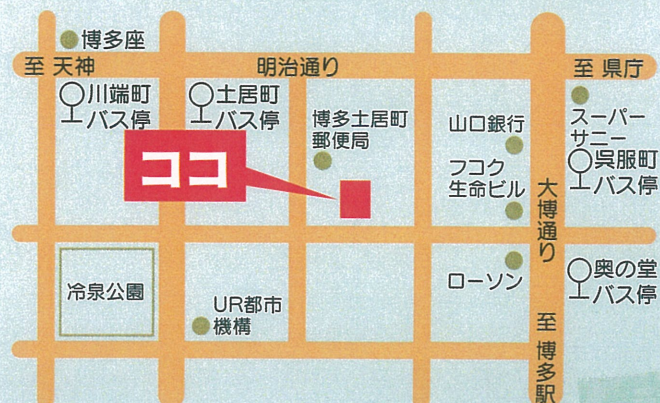 博多座
至 天神
明治通り
至 県庁
川端町
バス停
土居町
バス停
博多土居町
郵便局
山口銀行
スーパー
サニー
呉服町
バス停
ココ
フコク
生命ビル
大博通り
冷泉公園
UR都市
機構
ローソン
奥の堂
バス停
至 博多駅